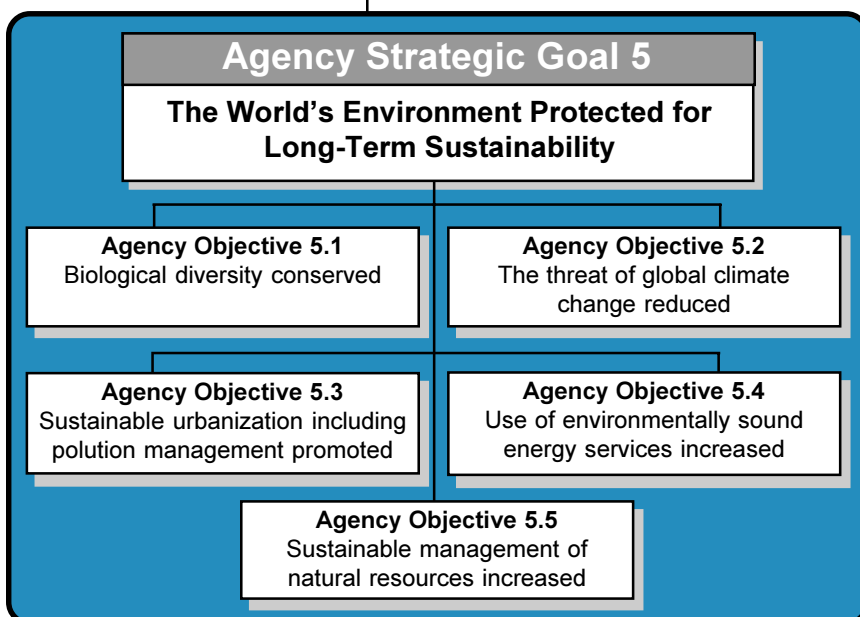 Agency Strategic Goal 5
The World's Environment Protected for
Long-Term Sustainability
Agency Objective 5.1
Biological diversity conserved
Agency Objective 5.2
The threat of global climate
change reduced
Agency Objective 5.3
Sustainable urbanization including
polution management promoted
Agency Objective 5.4
Use of environmentally sound
energy services increased
Agency Objective 5.5
Sustainable management of
natural resources increased